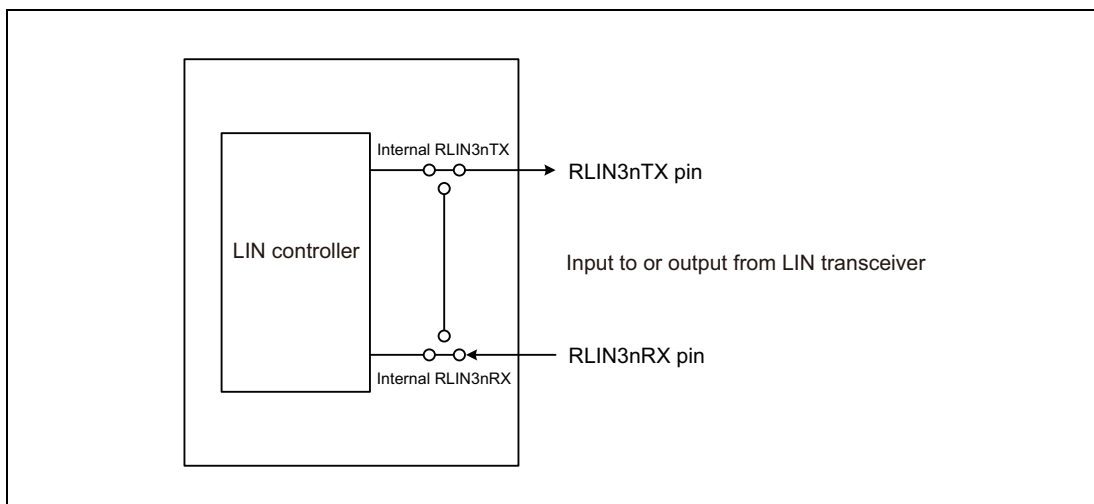 Internal RLIN3nTX
RLIN3nTX pin
LIN controller
Input to or output from LIN transceiver
RLIN3nRX pin
Internal RLIN3nRX